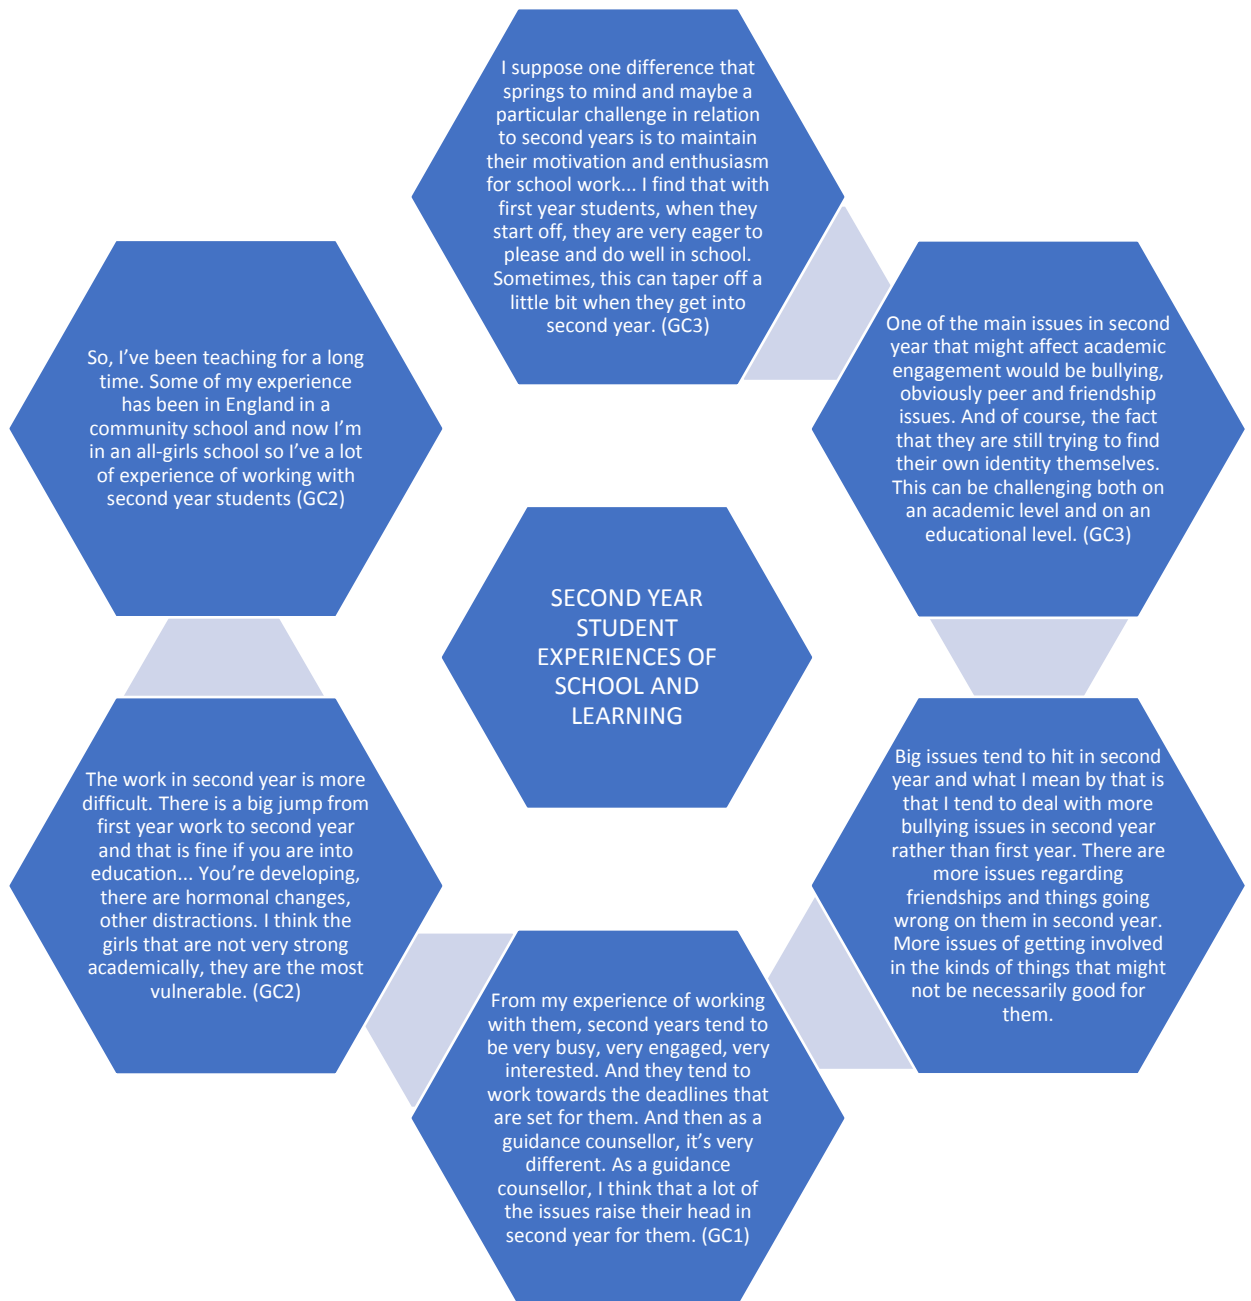 I suppose one difference that
springs to mind and maybe a
particular challenge in relation
to second years is to maintain
their motivation and enthusiasm
for school work... I find that with
first year students, when they
start off, they are very eager to
please and do well in school.
Sometimes, this can taper off a
little bit when they get into
second year. (GC3)
One of the main issues in second
year that might affect academic
engagement would be bullying,
obviously peer and friendship
issues. And of course, the fact
that they are still trying to find
their own identity themselves.
This can be challenging both on
an academic level and on an
educational level. (GC3)
Big issues tend to hit in second
year and what I mean by that is
that I tend to deal with more
bullying issues in second year
rather than first year. There are
more issues regarding
friendships and things going
wrong on them in second year.
More issues of getting involved
in the kinds of things that might
not be necessarily good for
them.
From my experience of working
with them, second years tend to
be very busy, very engaged, very
interested. And they tend to
work towards the deadlines that
are set for them. And then as a
guidance counsellor, it’s very
different. As a guidance
counsellor, I think that a lot of
the issues raise their head in
second year for them. (GC1)
The work in second year is more
difficult. There is a big jump from
first year work to second year
and that is fine if you are into
education... You’re developing,
there are hormonal changes,
other distractions. I think the
girls that are not very strong
academically, they are the most
vulnerable. (GC2)
So, I’ve been teaching for a long
time. Some of my experience
has been in England in a
community school and now I’m
in an all-girls school so I’ve a lot
of experience of working with
second year students (GC2)
SECOND YEAR
STUDENT
EXPERIENCES OF
SCHOOL AND
LEARNING